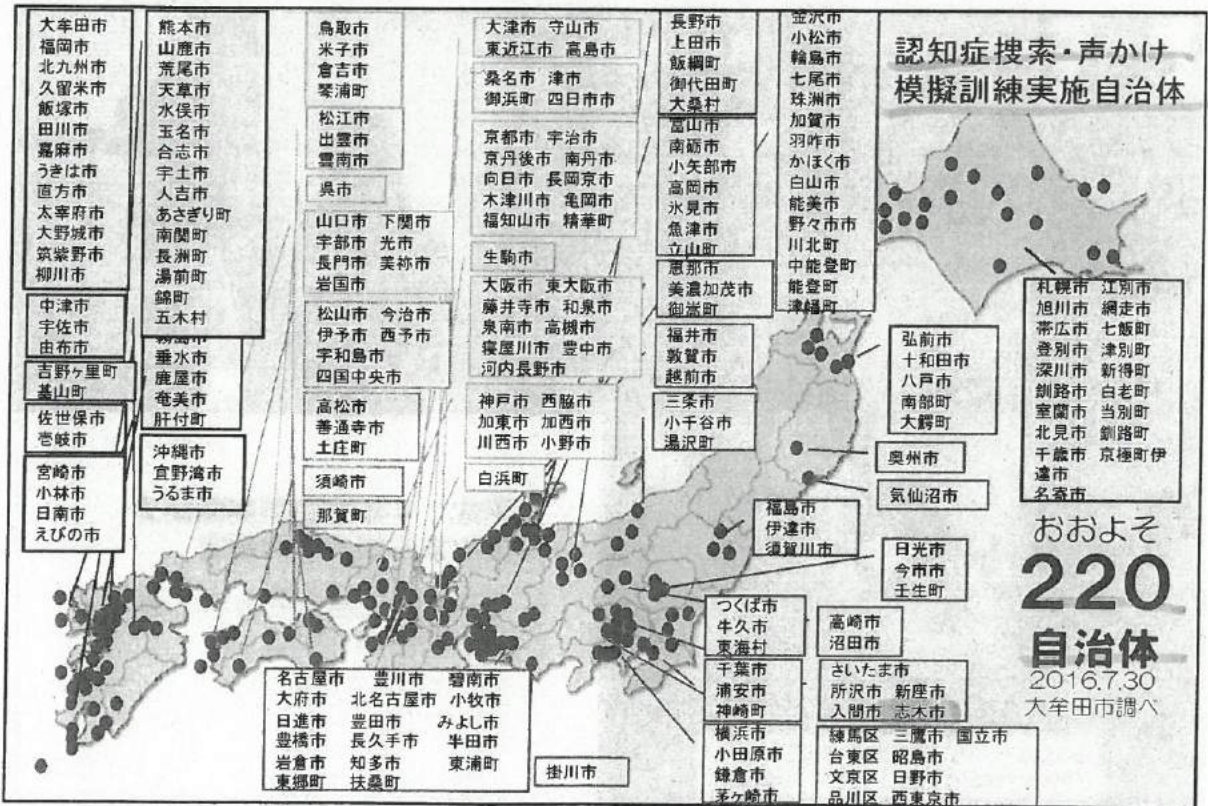 認知症捜索・声かけ
模擬訓練実施自治体
大牟田市
福岡市
北九州市
久留米市
飯塚市
田川市
嘉麻市
うきは市
直方市
太宰府市
大野城市
筑紫野市
柳川市
中津市
宇佐市
由布市
吉野ヶ里町
基山町
佐世保市
壱岐市
宮崎市
小林市
日南市
えびの市
熊本市
山鹿市
荒尾市
天草市
水俣市
玉名市
合志市
宇土市
人吉市
あさぎり町
南関町
長洲町
湯前町
錦町
五木村
霧島市
垂水市
鹿屋市
奄美市
肝付町
沖縄市
宜野湾市
うるま市
鳥取市
米子市
倉吉市
琴浦町
松江市
出雲市
雲南市
呉市
山口市 下関市
宇部市 光市
長門市 美祢市
岩国市
松山市 今治市
伊予市 西予市
宇和島市
四国中央市
高松市
善通寺市
土庄町
須崎市
那賀町
大津市 守山市
東近江市 高島市
桑名市 津市
御浜町 四日市市
京都市 宇治市
京丹後市 南丹市
向日市 長岡京市
木津川市 亀岡市
福知山市 精華町
生駒市
大阪市 東大阪市
藤井寺市 和泉市
泉南市 高槻市
寝屋川市 豊中市
河内長野市
神戸市 西脇市
加東市 加西市
川西市 小野市
白浜町
長野市
上田市
飯綱町
御代田町
大桑村
富山市
南砺市
小矢部市
高岡市
氷見市
魚津市
立山町
恵那市
美濃加茂市
御嵩町
福井市
敦賀市
越前市
三条市
小千谷市
湯沢町
金沢市
小松市
輪島市
七尾市
珠洲市
加賀市
羽咋市
かほく市
白山市
能美市
野々市市
川北町
中能登町
能登町
津幡町
弘前市
十和田市
八戸市
南部町
大鰐町
奥州市
気仙沼市
福島市
伊達市
須賀川市
日光市
今市市
壬生町
札幌市 江別市
旭川市 網走市
帯広市 七飯町
登別市 津別町
深川市 新得町
釧路市 白老町
室蘭市 当別町
北見市 釧路町
千歳市 京極町伊
達市
名寄市
つくば市
牛久市
東海村
高崎市
沼田市
千葉市
浦安市
神崎町
さいたま市
所沢市 新座市
入間市 志木市
横浜市
小田原市
鎌倉市
茅ヶ崎市
練馬区 三鷹市 国立市
台東区 昭島市
文京区 日野市
品川区 西東京市
名古屋市 豊川市 碧南市
大府市 北名古屋市 小牧市
日進市 豊田市 みよし市
豊橋市 長久手市 半田市
岩倉市 知多市 東浦町
東郷町 扶桑町
掛川市
おおよそ
220
自治体
2016.7.30
大牟田市調べ